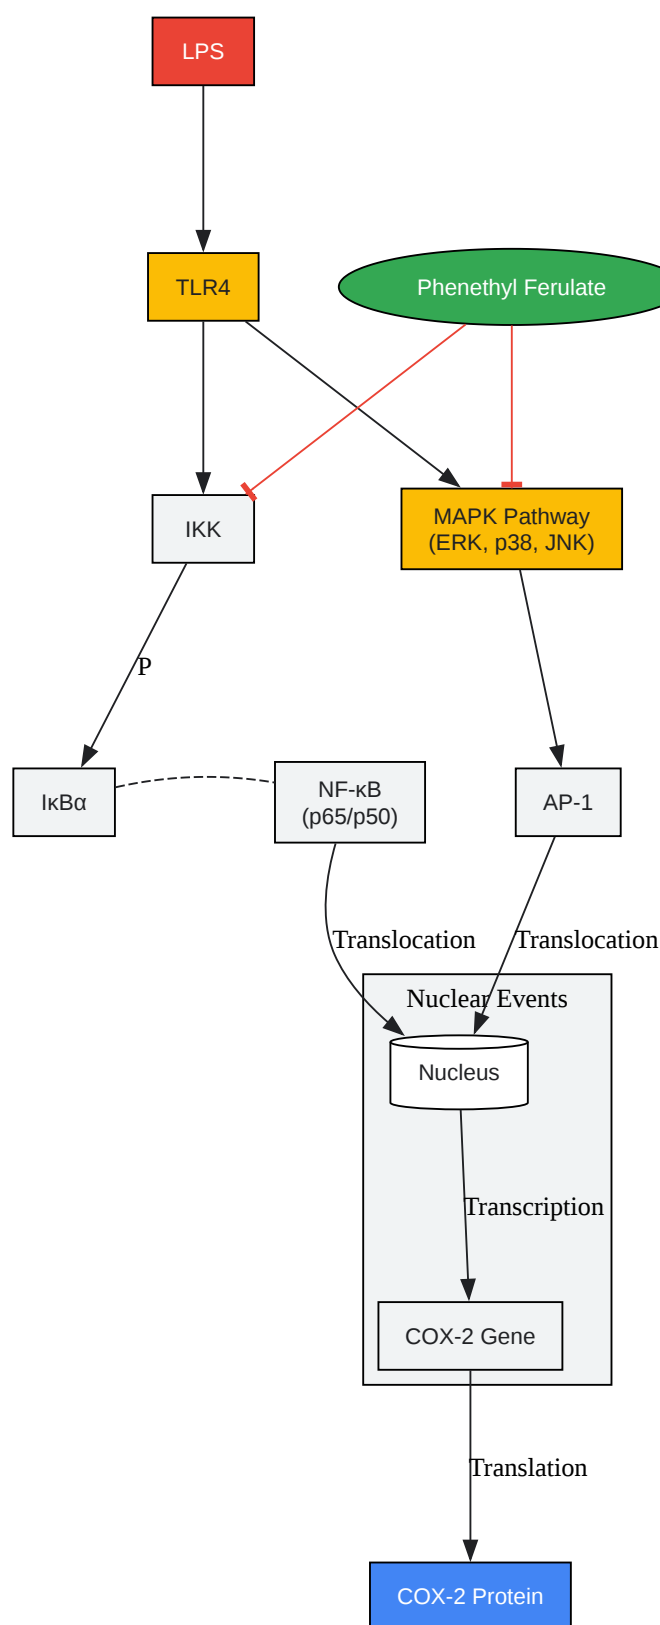 LPS
TLR4
Phenethyl Ferulate
IKK
MAPK Pathway
(ERK, p38, JNK)
P
IκBα
NF-κB
(p65/p50)
AP-1
Translocation
Translocation
Nuclear Events
Nucleus
Transcription
COX-2 Gene
Translation
COX-2 Protein